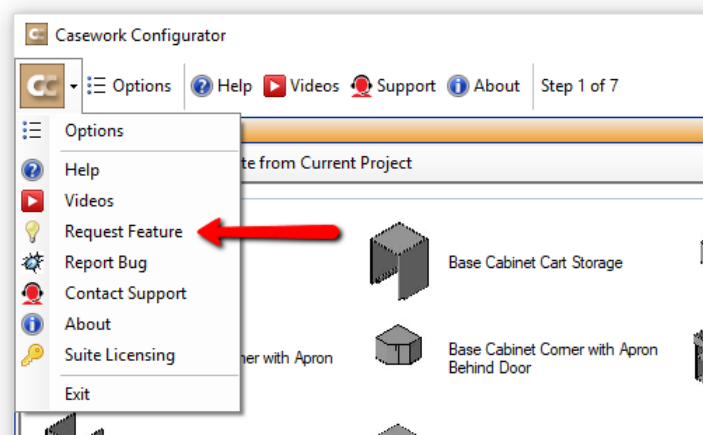 Casework Configurator
CC Options Help Videos Support About Step 1 of 7
Options
Help
te from Current Project
Videos
Request Feature
Report Bug
Base Cabinet Cart Storage
Contact Support
About
Suite Licensing
ner with Apron
Base Cabinet Corner with Apron
Behind Door
Exit